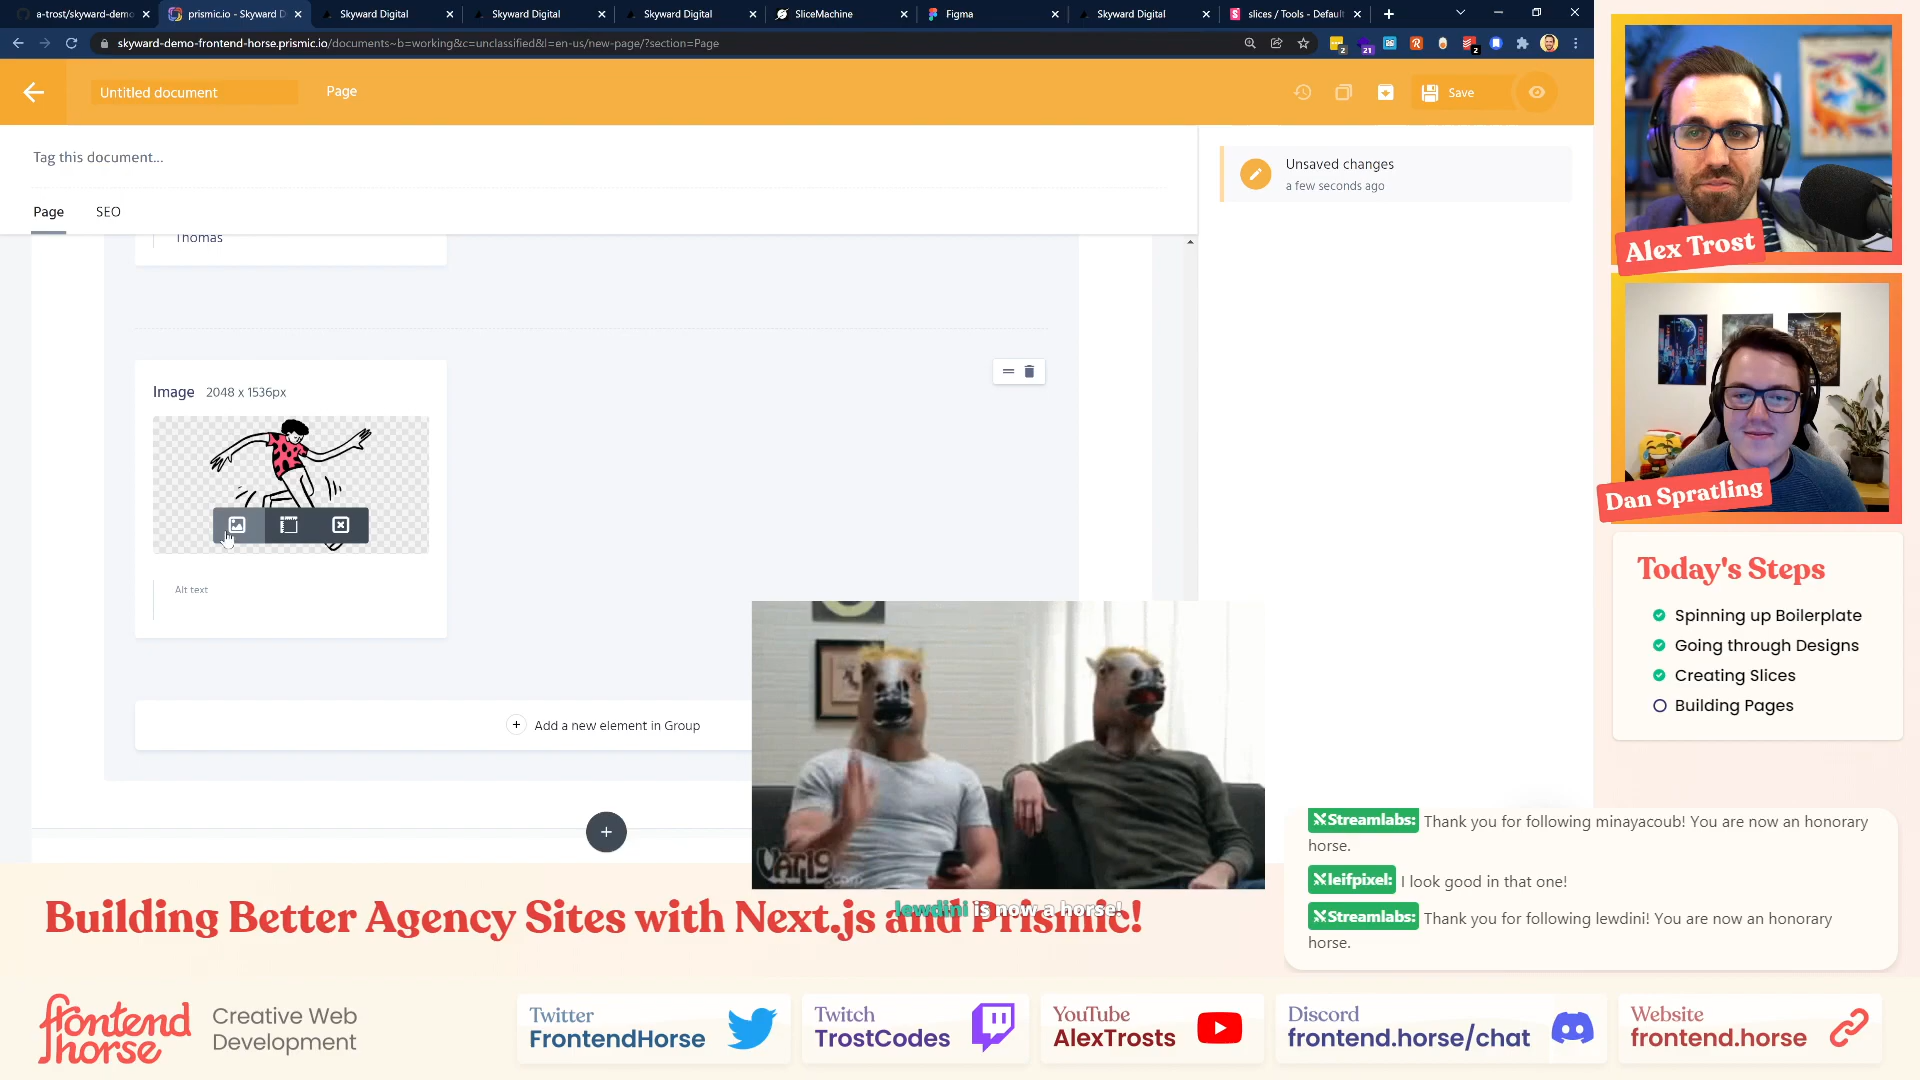 a-trost/skyward-demo
prismic.io - Skyward D
Skyward Digital
Skyward Digital
Skyward Digital
SliceMachine
Figma
Skyward Digital
slices / Tools - Default
skyward-demo-frontend-horse.prismic.io/documents~b=working&c=unclassified&l=en-us/new-page/?section=Page
2
21
2
Untitled document
Page
Save
Tag this document...
Page
SEO
Unsaved changes
a few seconds ago
Thomas
Image 2048 x 1536px
Alt text
Add a new element in Group
Alex Trost
Dan Spratling
Today's Steps
Spinning up Boilerplate
Going through Designs
Creating Slices
Building Pages
VAT19
.com
lewdini is now a horse!
Streamlabs: Thank you for following minayacoub! You are now an honorary
horse.
leifpixel: I look good in that one!
Streamlabs: Thank you for following lewdini! You are now an honorary
horse.
Building Better Agency Sites with Next.js and Prismic!
frontend
horse
Creative Web
Development
Twitter
FrontendHorse
Twitch
TrostCodes
YouTube
AlexTrosts
Discord
frontend.horse/chat
Website
frontend.horse